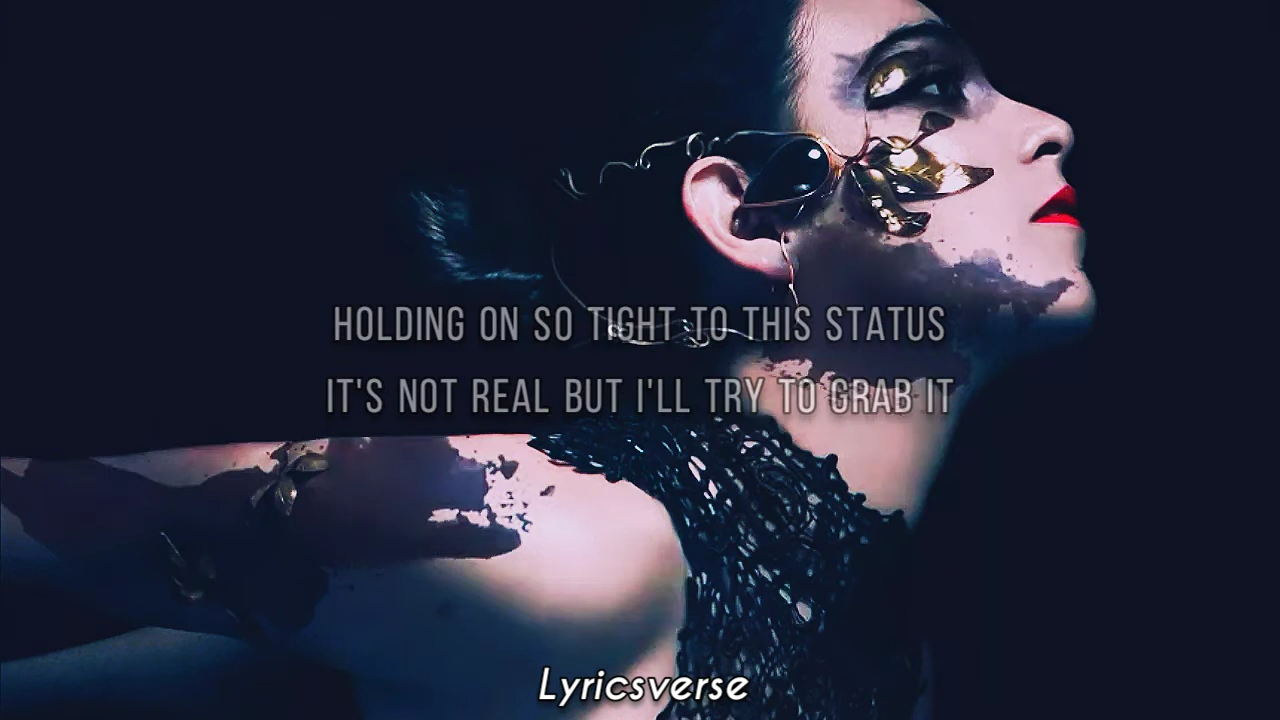 HOLDING ON SO TIGHT TO THIS STATUS
IT'S NOT REAL BUT I'LL TRY TO GRAB IT
Lyricsverse